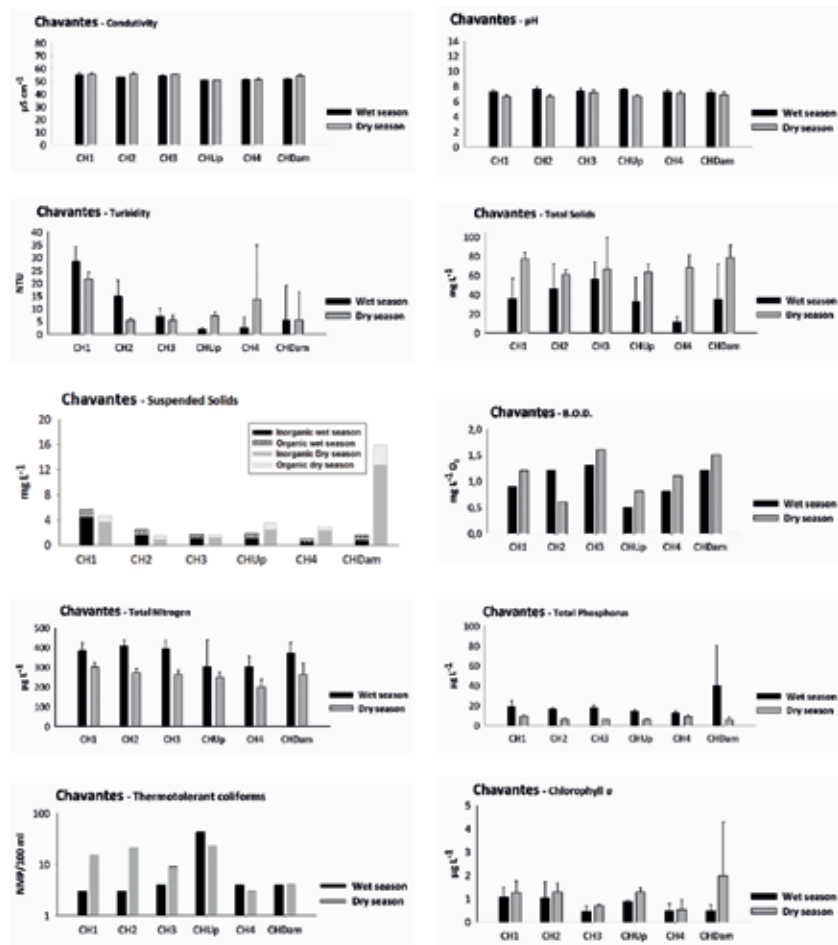 Chavantes - Condutivity
80
70
60
50
40
30
20
10
0
µS cm-1
CH1 CH2 CH3 CHUp CH4 CHDam
Wet season
Dry season
Chavantes - pH
14
12
10
8
6
4
2
0
CH1 CH2 CH3 CHUp CH4 CHDam
Wet season
Dry season
Chavantes - Turbidity
40
35
30
25
20
15
10
5
0
NTU
CH1 CH2 CH3 CHUp CH4 CHDam
Wet season
Dry season
Chavantes - Total Solids
100
80
60
40
20
0
mg L-1
CH1 CH2 CH3 CHUp CH4 CHDam
Wet season
Dry season
Chavantes - Suspended Solids
20
16
12
8
4
0
mg L-1
Inorganic wet season
Organic wet season
Inorganic Dry season
Organic dry season
CH1 CH2 CH3 CHUp CH4 CHDam
Chavantes - B.O.D.
2,0
1,5
1,0
0,5
0,0
mg L-1 O2
CH1 CH2 CH3 CHUp CH4 CHDam
Wet season
Dry season
Chavantes - Total Nitrogen
500
400
300
200
100
0
µg L-1
CH1 CH2 CH3 CHUp CH4 CHDam
Wet season
Dry season
Chavantes - Total Phosphorus
100
80
60
40
20
0
µg L-1
CH1 CH2 CH3 CHUp CH4 CHDam
Wet season
Dry season
Chavantes - Thermotolerant coliforms
100
10
1
NMP/100 ml
CH1 CH2 CH3 CHUp CH4 CHDam
Wet season
Dry season
Chavantes - Chlorophyll a
5
4
3
2
1
0
µg L-1
CH1 CH2 CH3 CHUp CH4 CHDam
Wet season
Dry season